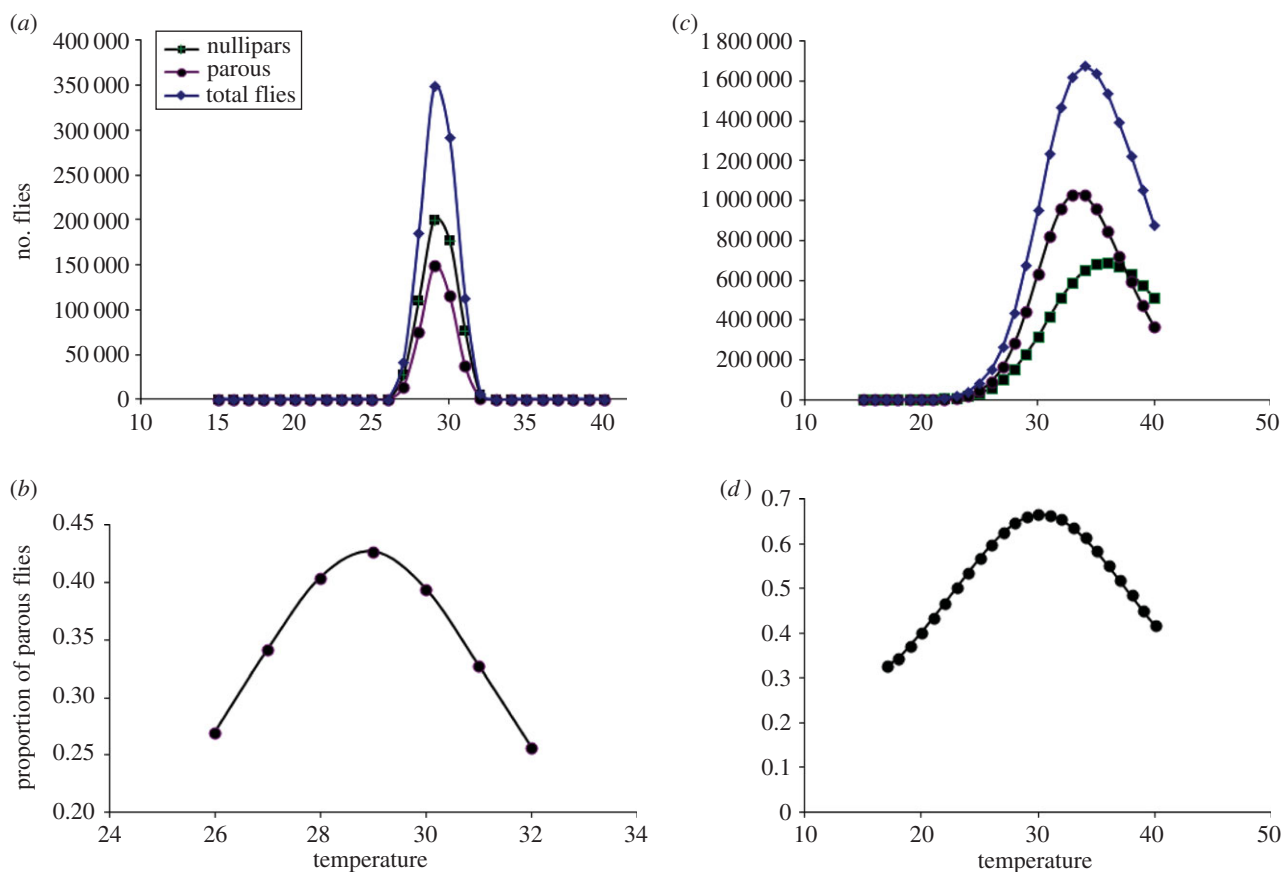 (a)
400 000
350 000
300 000
250 000
200 000
150 000
100 000
50 000
0
no. flies
nullipars
parous
total flies
10 15 20 25 30 35 40
(c)
1 800 000
1 600 000
1 400 000
1 200 000
1 000 000
800 000
600 000
400 000
200 000
0
10 20 30 40 50
(b)
0.45
0.40
0.35
0.30
0.25
0.20
proportion of parous flies
24 26 28 30 32 34
temperature
(d)
0.7
0.6
0.5
0.4
0.3
0.2
0.1
0
10 20 30 40 50
temperature